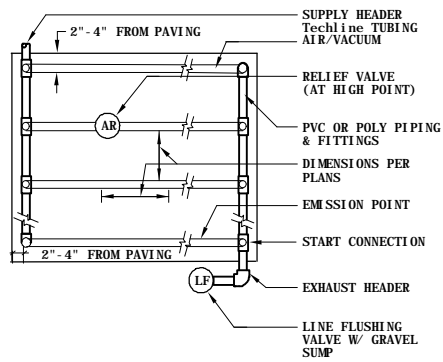 SUPPLY HEADER
Techline TUBING
2"-4" FROM PAVING
AIR/VACUUM
RELIEF VALVE
(AT HIGH POINT)
AR
PVC OR POLY PIPING
& FITTINGS
DIMENSIONS PER
PLANS
EMISSION POINT
START CONNECTION
2"-4" FROM PAVING
LF
EXHAUST HEADER
LINE FLUSHING
VALVE W/ GRAVEL
SUMP